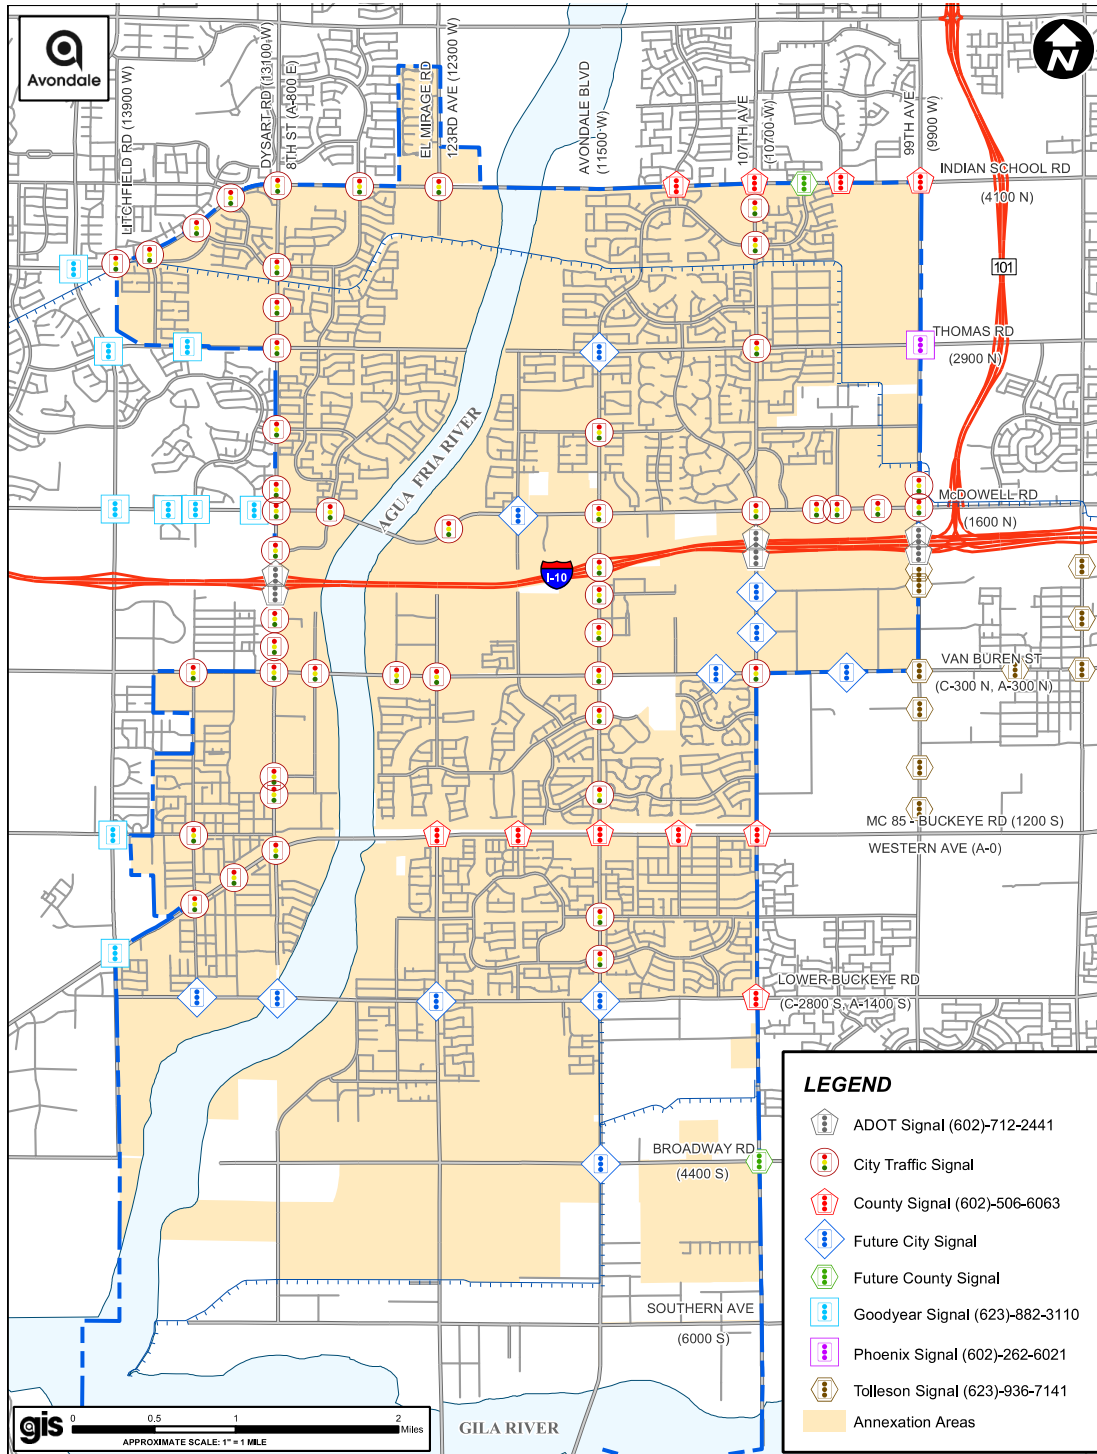 Avondale
LITCHFIELD RD (13900 W)
DYSART RD (13100 W)
8TH ST (A-800 E)
EL MIRAGE RD
123RD AVE (12300 W)
AVONDALE BLVD
(11500 W)
107TH AVE
(10700 W)
99TH AVE
(9900 W)
N
INDIAN SCHOOL RD
(4100 N)
101
THOMAS RD
(2900 N)
AGUA FRIA RIVER
McDOWELL RD
(1600 N)
I-10
VAN BUREN ST
(C-300 N, A-300 N)
MC 85 - BUCKEYE RD (1200 S)
WESTERN AVE (A-0)
LOWER BUCKEYE RD
(C-2800 S, A-1400 S)
BROADWAY RD
(4400 S)
SOUTHERN AVE
(6000 S)
GILA RIVER
LEGEND
ADOT Signal (602)-712-2441
City Traffic Signal
County Signal (602)-506-6063
Future City Signal
Future County Signal
Goodyear Signal (623)-882-3110
Phoenix Signal (602)-262-6021
Tolleson Signal (623)-936-7141
Annexation Areas
gis
0 0.5 1 2
Miles
APPROXIMATE SCALE: 1" = 1 MILE